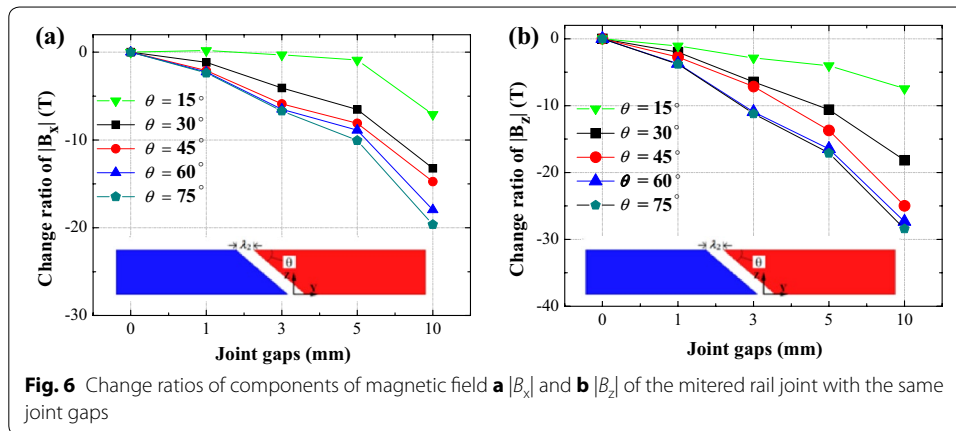 (a)
0
-10
-20
-30
Change ratio of |Bx| (T)
θ = 15°
θ = 30°
θ = 45°
θ = 60°
θ = 75°
λ2
θ
z
Y
0 1 3 5 10
Joint gaps (mm)
(b)
0
-10
-20
-30
-40
Change ratio of |Bz| (T)
θ = 15°
θ = 30°
θ = 45°
θ = 60°
θ = 75°
λ2
θ
z
Y
0 1 3 5 10
Joint gaps (mm)
Fig. 6 Change ratios of components of magnetic field a |Bx| and b |Bz| of the mitered rail joint with the same
joint gaps